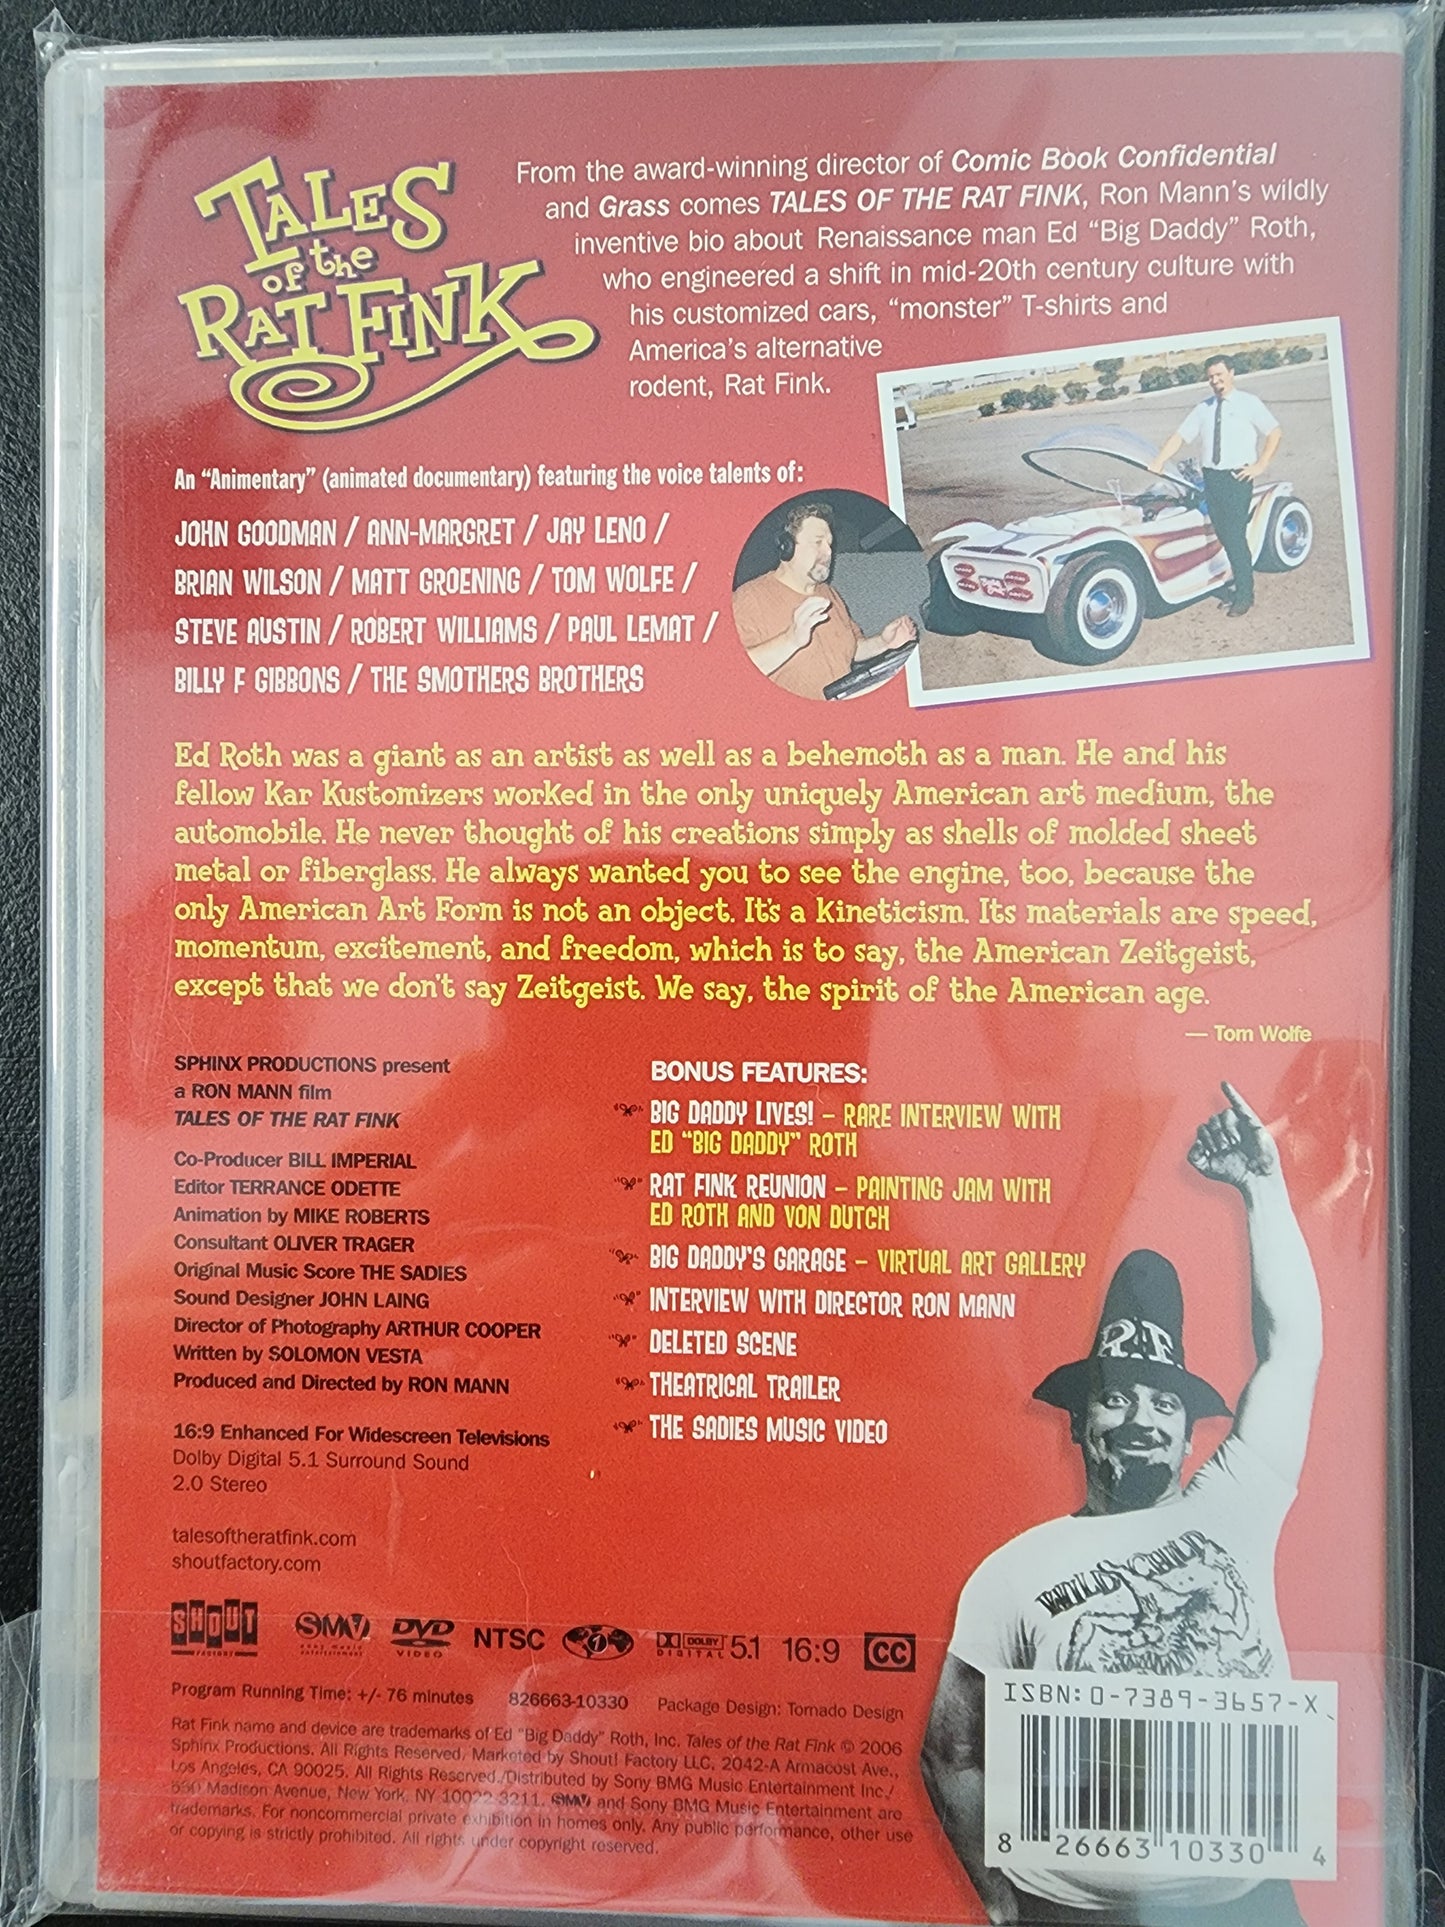 TALES
of the
RAT FINK
From the award-winning director of Comic Book Confidential
and Grass comes TALES OF THE RAT FINK, Ron Mann's wildly
inventive bio about Renaissance man Ed "Big Daddy" Roth,
who engineered a shift in mid-20th century culture with
his customized cars, "monster" T-shirts and
America's alternative
rodent, Rat Fink.
An "Animentary" (animated documentary) featuring the voice talents of:
JOHN GOODMAN / ANN-MARGRET / JAY LENO /
BRIAN WILSON / MATT GROENING / TOM WOLFE /
STEVE AUSTIN / ROBERT WILLIAMS / PAUL LEMAT /
BILLY F GIBBONS / THE SMOTHERS BROTHERS
Ed Roth was a giant as an artist as well as a behemoth as a man. He and his
fellow Kar Kustomizers worked in the only uniquely American art medium, the
automobile. He never thought of his creations simply as shells of molded sheet
metal or fiberglass. He always wanted you to see the engine, too, because the
only American Art Form is not an object. It's a Kineticism. Its materials are speed,
momentum, excitement, and freedom, which is to say, the American Zeitgeist,
except that we don't say Zeitgeist. We say, the spirit of the American age.
— Tom Wolfe
SPHINX PRODUCTIONS present
a RON MANN film
TALES OF THE RAT FINK
Co-Producer BILL IMPERIAL
Editor TERRANCE ODETTE
Animation by MIKE ROBERTS
Consultant OLIVER TRAGER
Original Music Score THE SADIES
Sound Designer JOHN LAING
Director of Photography ARTHUR COOPER
Written by SOLOMON VESTA
Produced and Directed by RON MANN
16:9 Enhanced For Widescreen Televisions
Dolby Digital 5.1 Surround Sound
2.0 Stereo
talesoftheratfink.com
shoutfactory.com
BONUS FEATURES:
BIG DADDY LIVES! – RARE INTERVIEW WITH
ED "BIG DADDY" ROTH
RAT FINK REUNION – PAINTING JAM WITH
ED ROTH AND VON DUTCH
BIG DADDY'S GARAGE – VIRTUAL ART GALLERY
INTERVIEW WITH DIRECTOR RON MANN
DELETED SCENE
THEATRICAL TRAILER
THE SADIES MUSIC VIDEO
R.F.
WILD CHILD
SHOUT FACTORY SMV sony music entertainment DVD VIDEO NTSC 1 DOLBY DIGITAL 5.1 16:9 CC
Program Running Time: +/- 76 minutes 826663-10330 Package Design: Tornado Design
Rat Fink name and device are trademarks of Ed "Big Daddy" Roth, Inc. Tales of the Rat Fink © 2006
Sphinx Productions. All Rights Reserved. Marketed by Shout! Factory LLC, 2042-A Armacost Ave.,
Los Angeles, CA 90025. All Rights Reserved./Distributed by Sony BMG Music Entertainment Inc./
550 Madison Avenue, New York, NY 10022-3211. SMV and Sony BMG Music Entertainment are
trademarks. For noncommercial private exhibition in homes only. Any public performance, other use
or copying is strictly prohibited. All rights under copyright reserved.
ISBN: 0-7389-3657-X
8 26663 10330 4